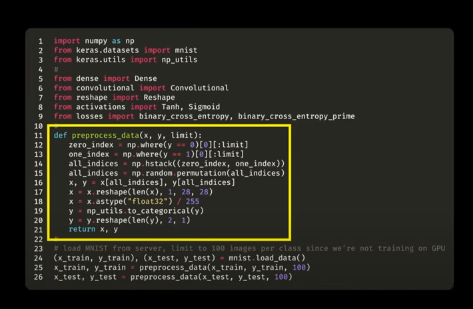 1 import numpy as np
2 from keras.datasets import mnist
3 from keras.utils import np_utils
4 #
5 from dense import Dense
6 from convolutional import Convolutional
7 from reshape import Reshape
8 from activations import Tanh, Sigmoid
9 from losses import binary_cross_entropy, binary_cross_entropy_prime
10
11 def preprocess_data(x, y, limit):
12 zero_index = np.where(y == 0)[0][:limit]
13 one_index = np.where(y == 1)[0][:limit]
14 all_indices = np.hstack((zero_index, one_index))
15 all_indices = np.random.permutation(all_indices)
16 x, y = x[all_indices], y[all_indices]
17 x = x.reshape(len(x), 1, 28, 28)
18 x = x.astype("float32") / 255
19 y = np_utils.to_categorical(y)
20 y = y.reshape(len(y), 2, 1)
21 return x, y
22
23 # load MNIST from server, limit to 100 images per class since we're not training on GPU
24 (x_train, y_train), (x_test, y_test) = mnist.load_data()
25 x_train, y_train = preprocess_data(x_train, y_train, 100)
26 x_test, y_test = preprocess_data(x_test, y_test, 100)